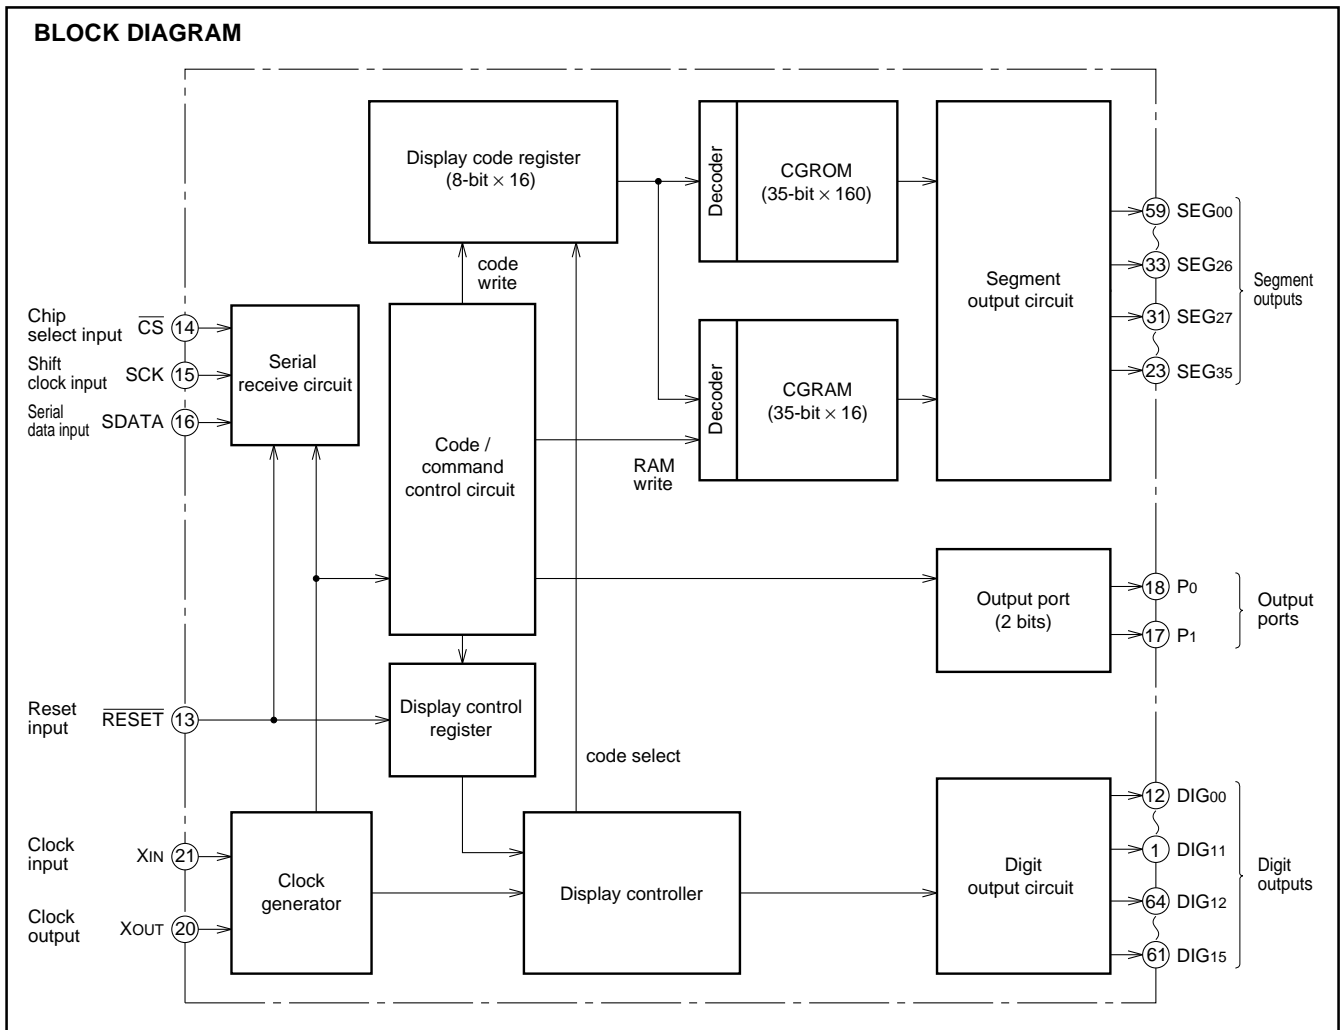 BLOCK DIAGRAM
Display code register
(8-bit × 16)
Decoder
CGROM
(35-bit × 160)
Segment
output circuit
59 SEG00
33 SEG26
31 SEG27
23 SEG35
Segment
outputs
code
write
Chip
select input
CS 14
Shift
clock input
SCK 15
Serial
data input
SDATA 16
Serial
receive circuit
Code /
command
control circuit
Decoder
CGRAM
(35-bit × 16)
RAM
write
Output port
(2 bits)
18 P0
17 P1
Output
ports
Reset
input
RESET 13
Display control
register
code select
Clock
input
XIN 21
Clock
output
XOUT 20
Clock
generator
Display controller
Digit
output circuit
12 DIG00
1 DIG11
64 DIG12
61 DIG15
Digit
outputs